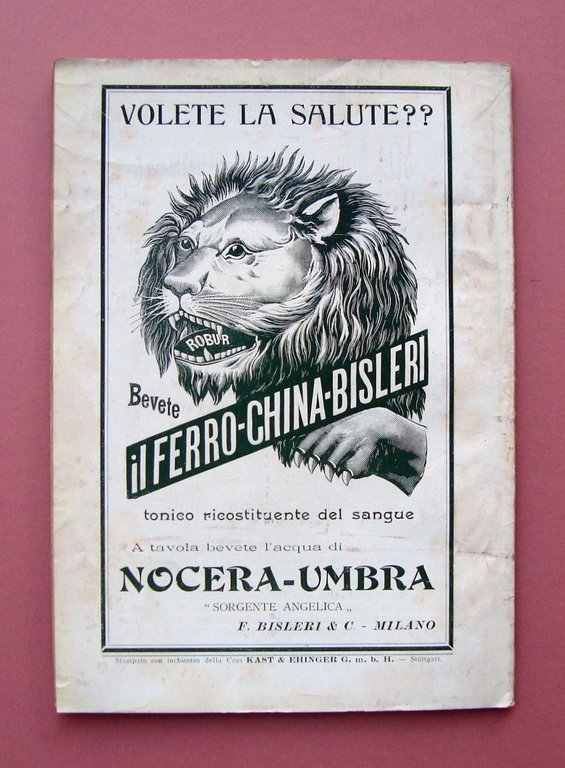 VOLETE LA SALUTE??
ROBUR
Bevete
il FERRO-CHINA-BISLERI
tonico ricostituente del sangue
A tavola bevete l'acqua di
NOCERA-UMBRA
“ SORGENTE ANGELICA „
F. BISLERI & C. - MILANO
Stampato con inchiostro della Casa KAST & EHINGER G. m. b. H. — Stuttgart.